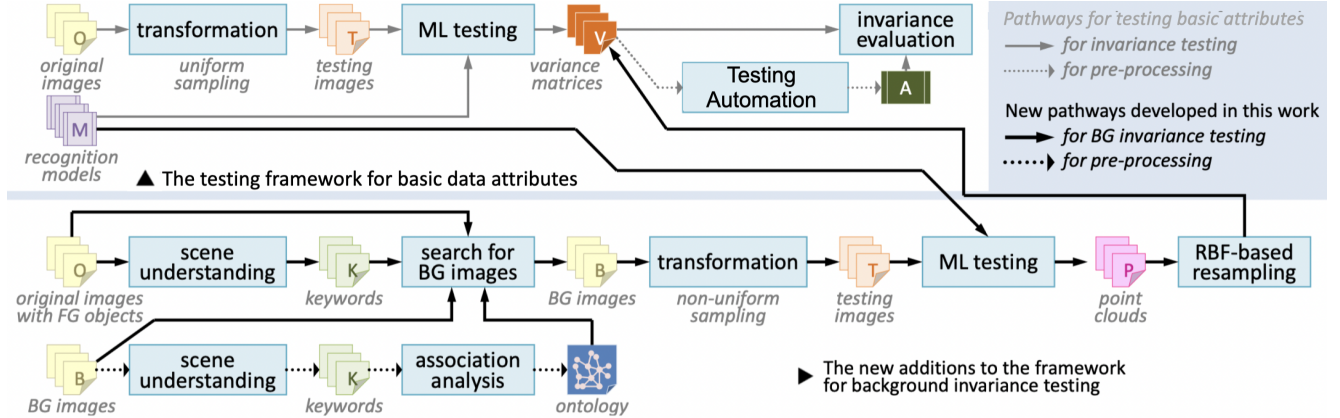 O
transformation
T
ML testing
V
invariance
evaluation
original
images
uniform
sampling
testing
images
variance
matrices
Testing
Automation
A
M
recognition
models
▲ The testing framework for basic data attributes
Pathways for testing basic attributes
for invariance testing
for pre-processing
New pathways developed in this work
for BG invariance testing
for pre-processing
O
scene
understanding
K
search for
BG images
B
transformation
T
ML testing
P
RBF-based
resampling
original images
with FG objects
keywords
BG images
non-uniform
sampling
testing
images
point
clouds
B
scene
understanding
K
association
analysis
BG images
keywords
ontology
► The new additions to the framework
for background invariance testing